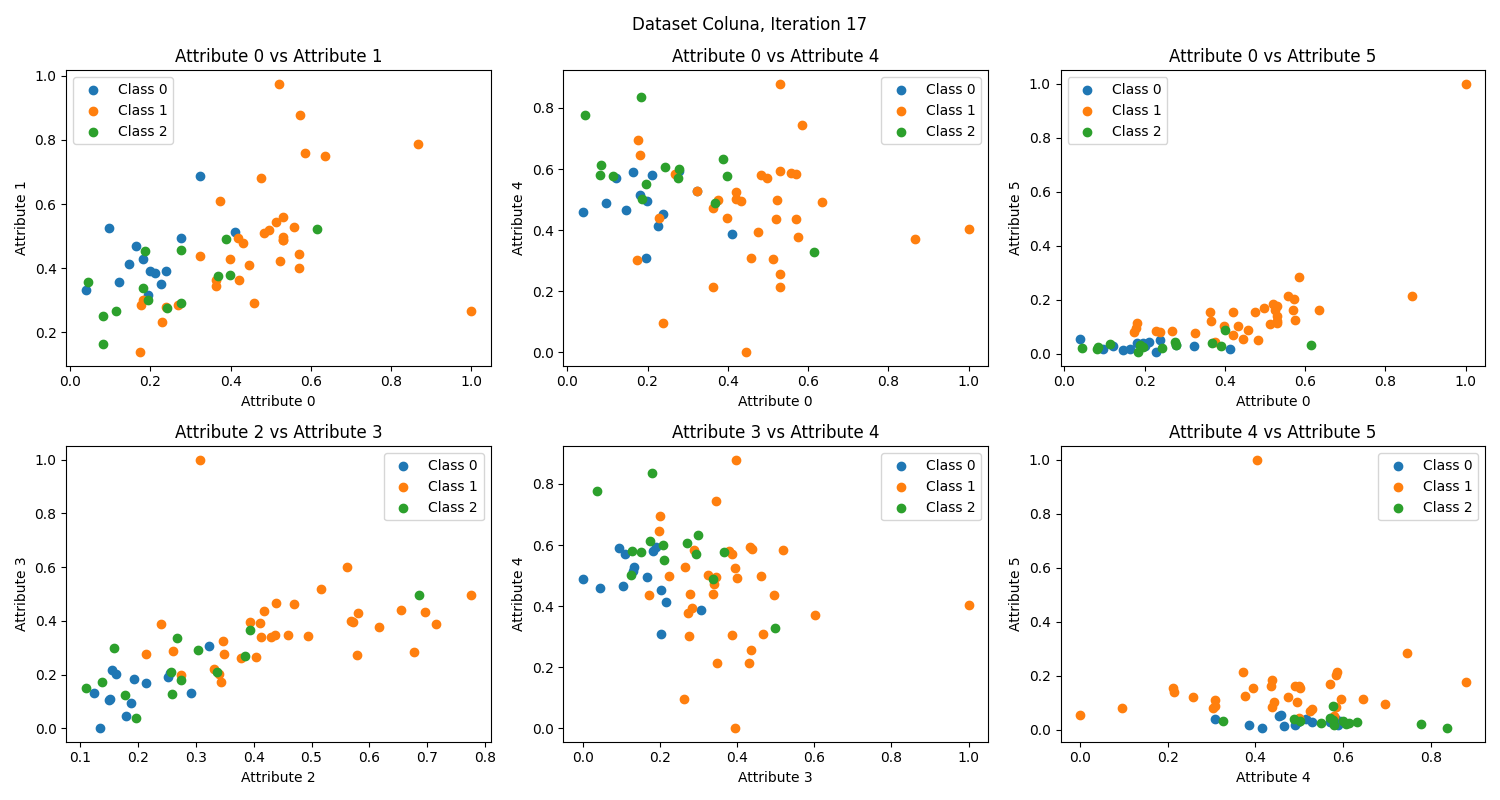 Dataset Coluna, Iteration 17
Attribute 0 vs Attribute 1
Class 0
Class 1
Class 2
1.0
0.8
0.6
0.4
0.2
Attribute 1
0.0 0.2 0.4 0.6 0.8 1.0
Attribute 0
Attribute 0 vs Attribute 4
Class 0
Class 1
Class 2
0.8
0.6
0.4
0.2
0.0
Attribute 4
0.0 0.2 0.4 0.6 0.8 1.0
Attribute 0
Attribute 0 vs Attribute 5
Class 0
Class 1
Class 2
1.0
0.8
0.6
0.4
0.2
0.0
Attribute 5
0.0 0.2 0.4 0.6 0.8 1.0
Attribute 0
Attribute 2 vs Attribute 3
Class 0
Class 1
Class 2
1.0
0.8
0.6
0.4
0.2
0.0
Attribute 3
0.1 0.2 0.3 0.4 0.5 0.6 0.7 0.8
Attribute 2
Attribute 3 vs Attribute 4
Class 0
Class 1
Class 2
0.8
0.6
0.4
0.2
0.0
Attribute 4
0.0 0.2 0.4 0.6 0.8 1.0
Attribute 3
Attribute 4 vs Attribute 5
Class 0
Class 1
Class 2
1.0
0.8
0.6
0.4
0.2
0.0
Attribute 5
0.0 0.2 0.4 0.6 0.8
Attribute 4